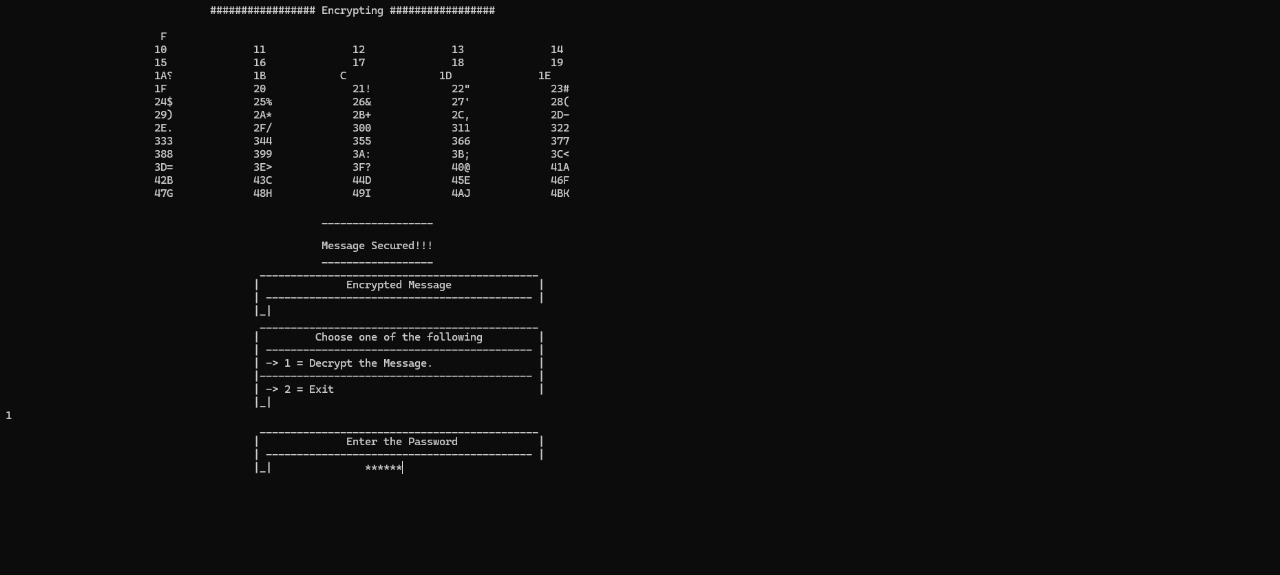 ################# Encrypting #################
F
10 11 12 13 14
15 16 17 18 19
1A␦ 1B C 1D 1E
1F 20 21! 22" 23#
24$ 25% 26& 27' 28(
29) 2A* 2B+ 2C, 2D-
2E. 2F/ 300 311 322
333 344 355 366 377
388 399 3A: 3B; 3C<
3D= 3E> 3F? 40@ 41A
42B 43C 44D 45E 46F
47G 48H 49I 4AJ 4BK
------------------
Message Secured!!!
------------------
---------------------------------------------
| Encrypted Message |
| ------------------------------------------- |
|_|
---------------------------------------------
| Choose one of the following |
| ------------------------------------------- |
| -> 1 = Decrypt the Message. |
|-------------------------------------------- |
| -> 2 = Exit |
|_|
1
---------------------------------------------
| Enter the Password |
| ------------------------------------------- |
|_| ******